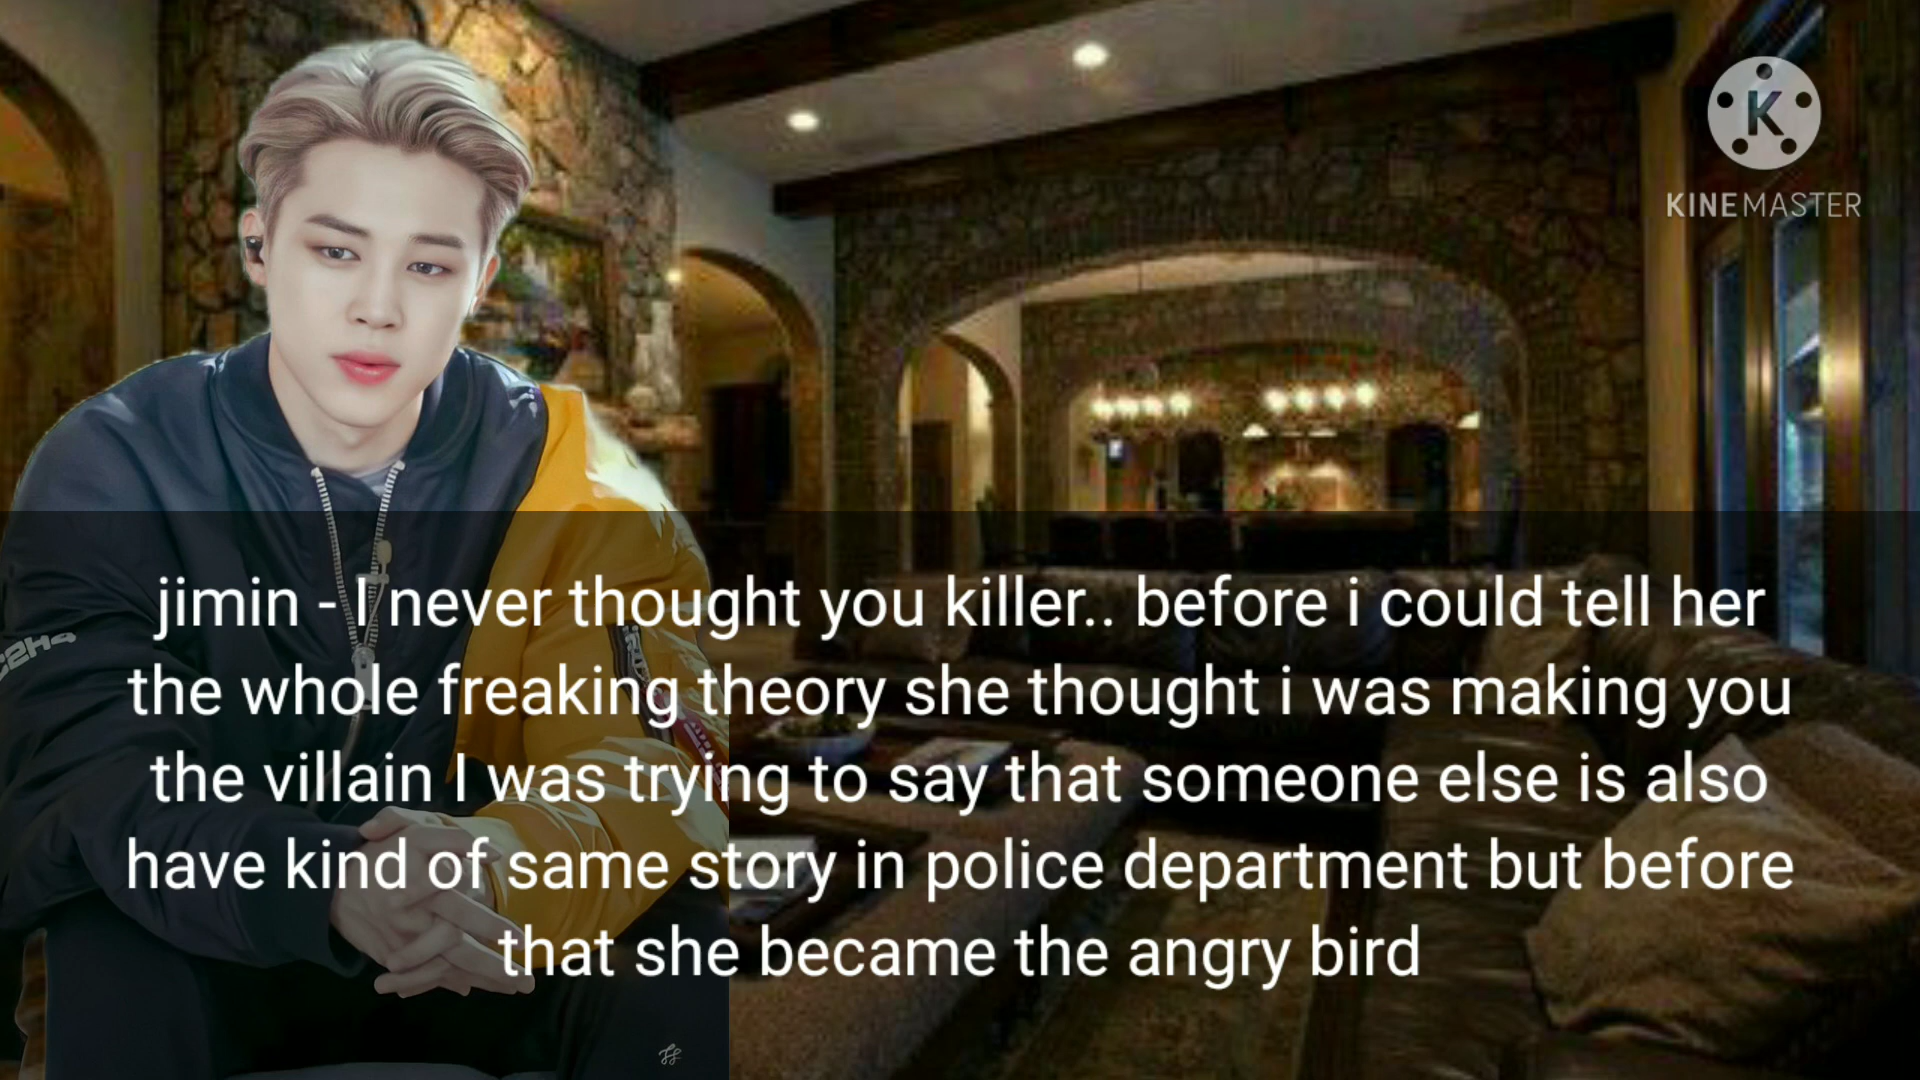 K
KINEMASTER
jimin - I never thought you killer.. before i could tell her
the whole freaking theory she thought i was making you
the villain I was trying to say that someone else is also
have kind of same story in police department but before
that she became the angry bird